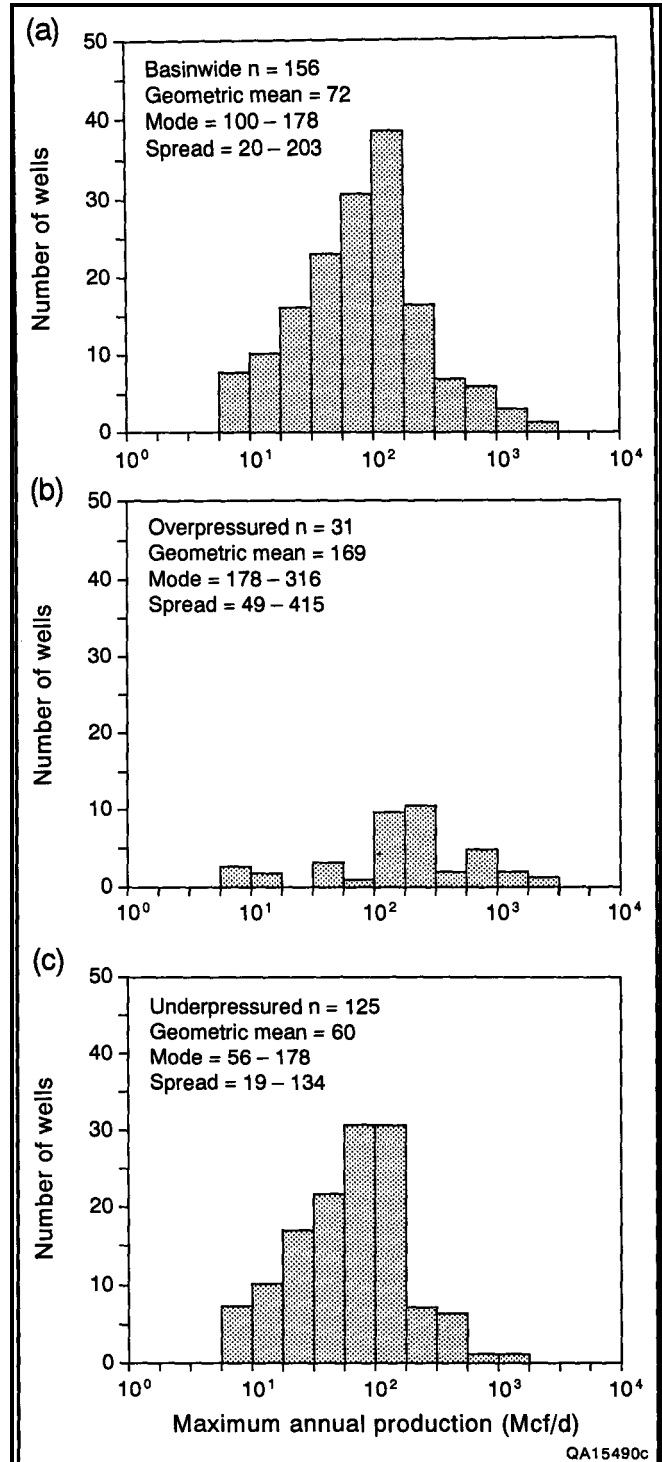 (a)
50
40
30
20
10
0
Number of wells
Basinwide n = 156
Geometric mean = 72
Mode = 100 – 178
Spread = 20 – 203
10⁰ 10¹ 10² 10³ 10⁴
(b)
50
40
30
20
10
0
Number of wells
Overpressured n = 31
Geometric mean = 169
Mode = 178 – 316
Spread = 49 – 415
10⁰ 10¹ 10² 10³ 10⁴
(c)
50
40
30
20
10
0
Number of wells
Underpressured n = 125
Geometric mean = 60
Mode = 56 – 178
Spread = 19 – 134
10⁰ 10¹ 10² 10³ 10⁴
Maximum annual production (Mcf/d)
QA15490c